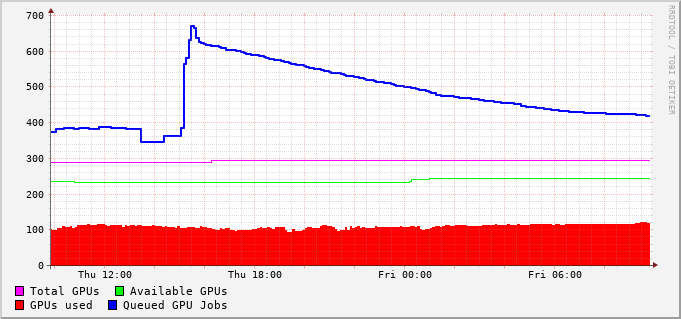 700
600
500
400
300
200
100
0
Thu 12:00 Thu 18:00 Fri 00:00 Fri 06:00
Total GPUs Available GPUs
GPUs used Queued GPU Jobs
RRDTOOL / TOBI OETIKER